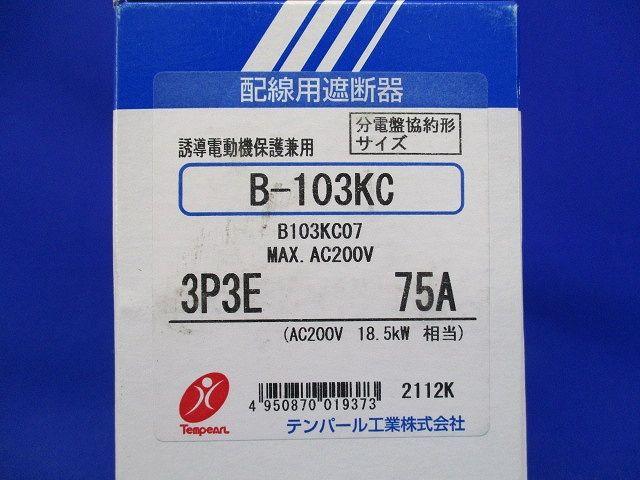 配線用遮断器
分電盤協約形
サイズ
誘導電動機保護兼用
B-103KC
B103KC07
MAX. AC200V
3P3E 75A
(AC200V 18.5kW 相当)
Tempearl
4 950870 019373
2112K
テンパール工業株式会社